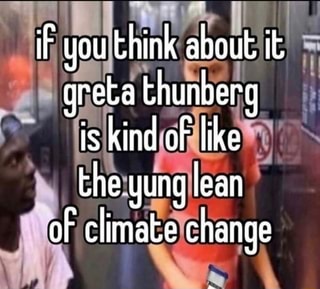 if you think about it
greta thunberg
is kind of like
the yung lean
of climate change